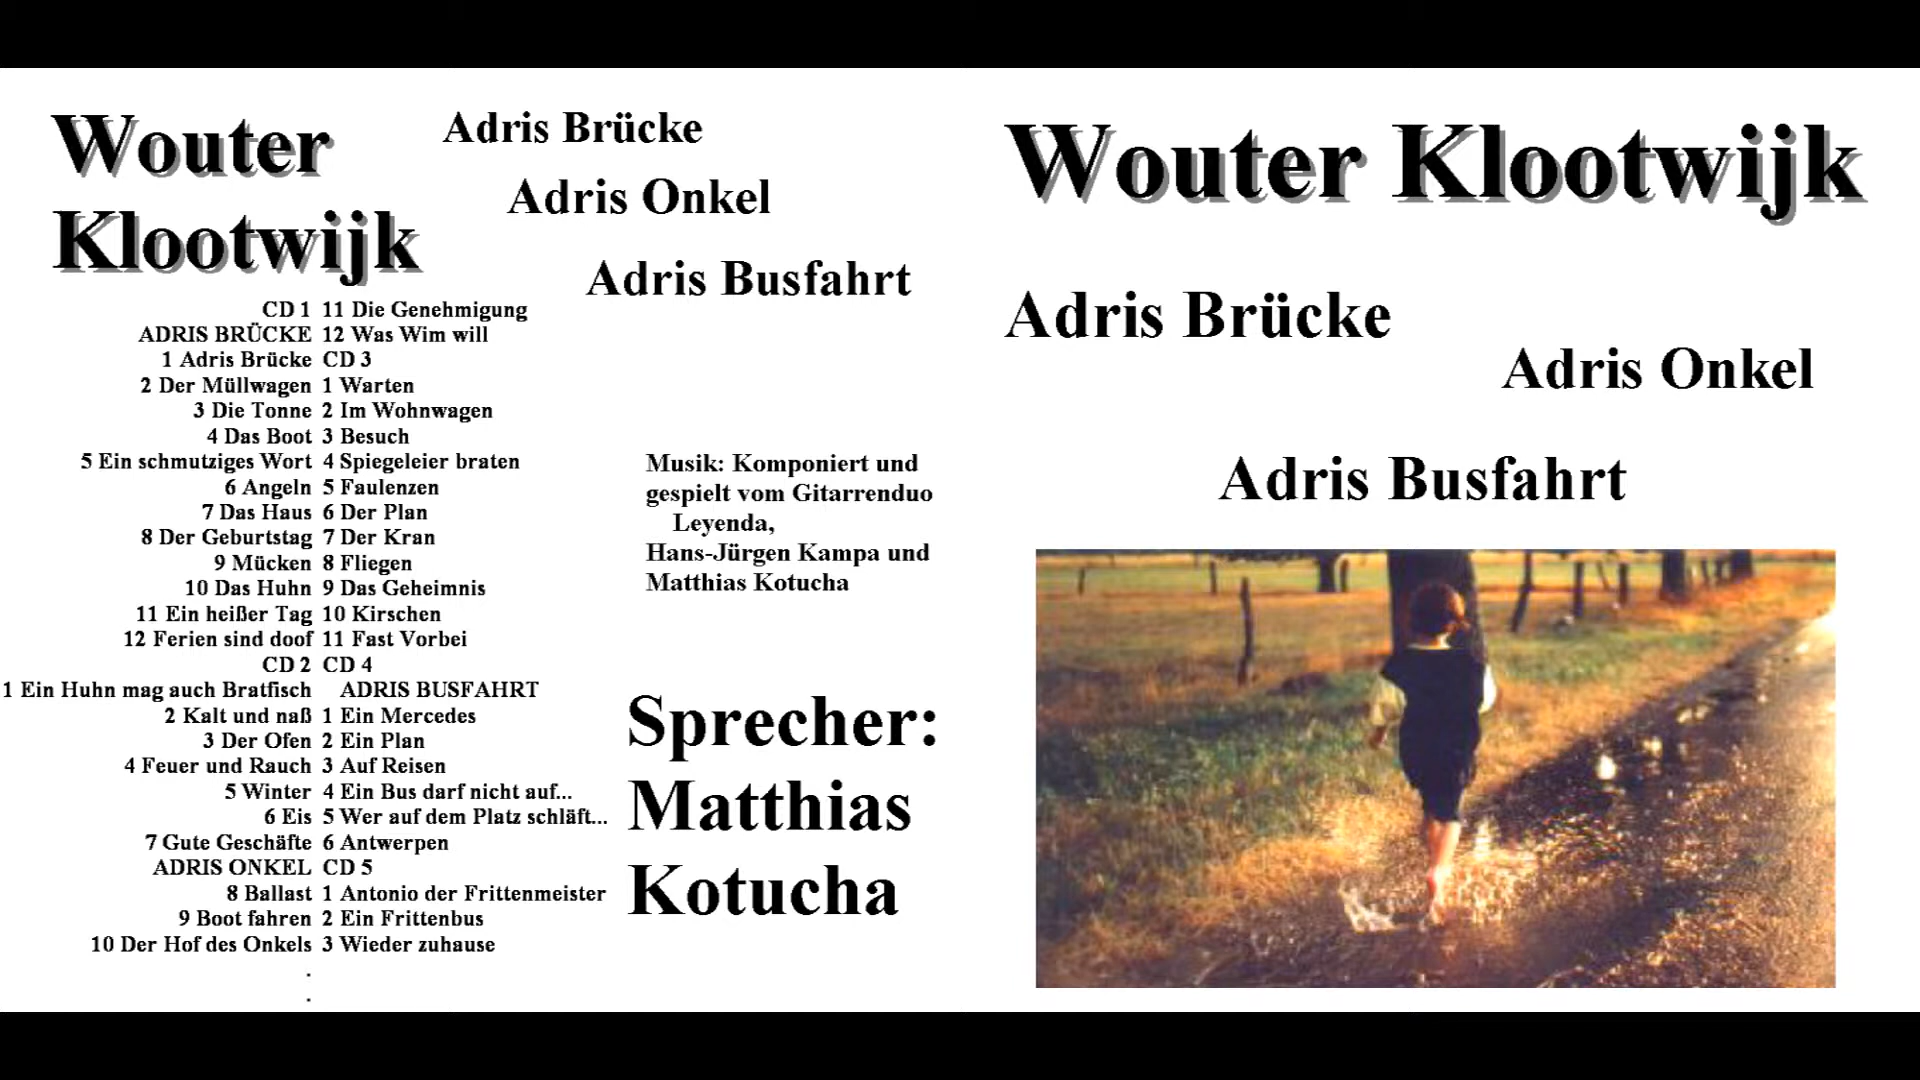 Wouter
Klootwijk
Adris Brücke
Adris Onkel
Adris Busfahrt
CD 1
ADRIS BRÜCKE
1 Adris Brücke
2 Der Müllwagen
3 Die Tonne
4 Das Boot
5 Ein schmutziges Wort
6 Angeln
7 Das Haus
8 Der Geburtstag
9 Mücken
10 Das Huhn
11 Ein heißer Tag
12 Ferien sind doof
CD 2
1 Ein Huhn mag auch Bratfisch
2 Kalt und naß
3 Der Ofen
4 Feuer und Rauch
5 Winter
6 Eis
7 Gute Geschäfte
ADRIS ONKEL
8 Ballast
9 Boot fahren
10 Der Hof des Onkels
.
.
11 Die Genehmigung
12 Was Wim will
CD 3
1 Warten
2 Im Wohnwagen
3 Besuch
4 Spiegeleier braten
5 Faulenzen
6 Der Plan
7 Der Kran
8 Fliegen
9 Das Geheimnis
10 Kirschen
11 Fast Vorbei
CD 4
ADRIS BUSFAHRT
1 Ein Mercedes
2 Ein Plan
3 Auf Reisen
4 Ein Bus darf nicht auf...
5 Wer auf dem Platz schläft...
6 Antwerpen
CD 5
1 Antonio der Frittenmeister
2 Ein Frittenbus
3 Wieder zuhause
Musik: Komponiert und
gespielt vom Gitarrenduo
Leyenda,
Hans-Jürgen Kampa und
Matthias Kotucha
Sprecher:
Matthias
Kotucha
Wouter Klootwijk
Adris Brücke
Adris Onkel
Adris Busfahrt